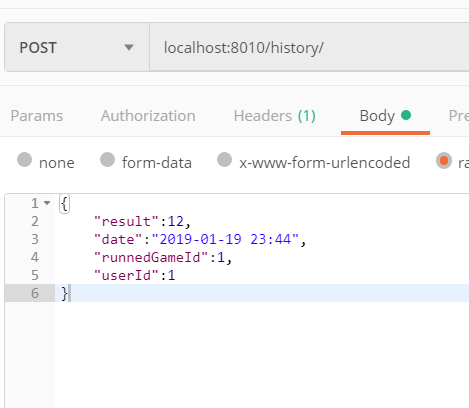 POST localhost:8010/history/
Params Authorization Headers (1) Body Pre
none form-data x-www-form-urlencoded ra
1 {
2 "result":12,
3 "date":"2019-01-19 23:44",
4 "runnedGameId":1,
5 "userId":1
6 }